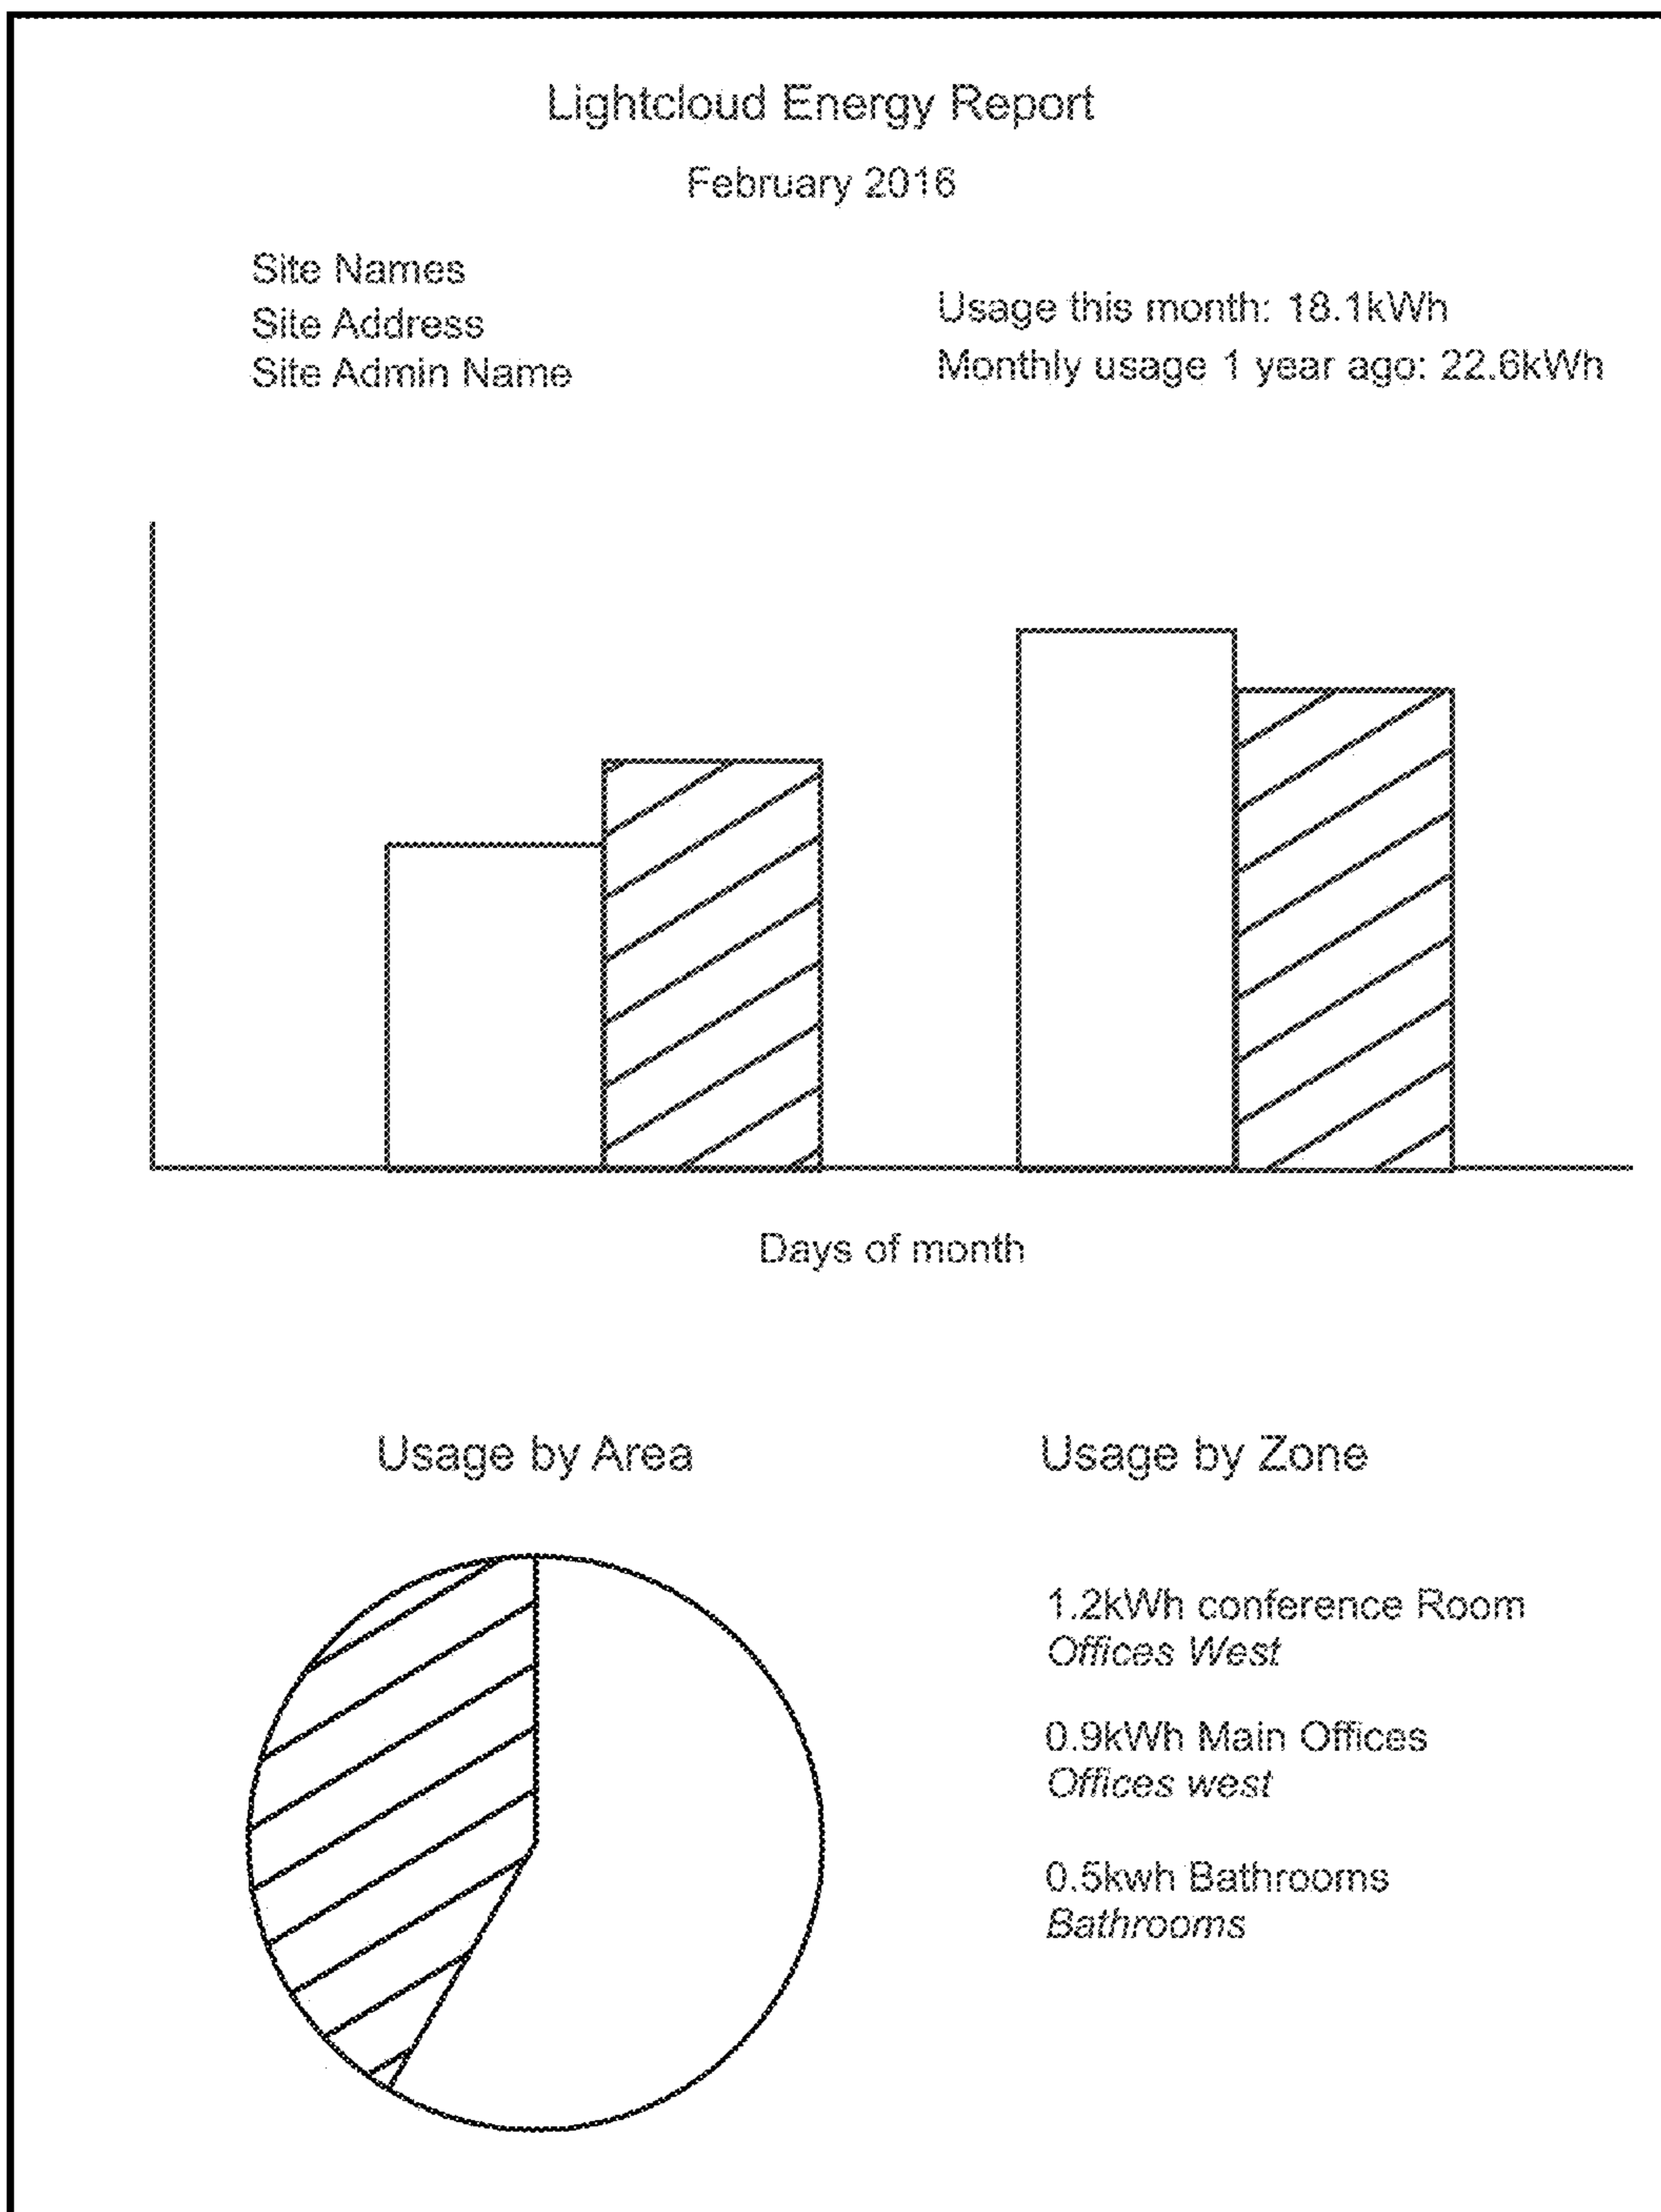 Lightcloud Energy Report
February 2016
Site Names
Site Address
Site Admin Name
Usage this month: 18.1kWh
Monthly usage 1 year ago: 22.6kWh
Days of month
Usage by Area
Usage by Zone
1.2kWh conference Room
Offices West
0.9kWh Main Offices
Offices west
0.5kwh Bathrooms
Bathrooms